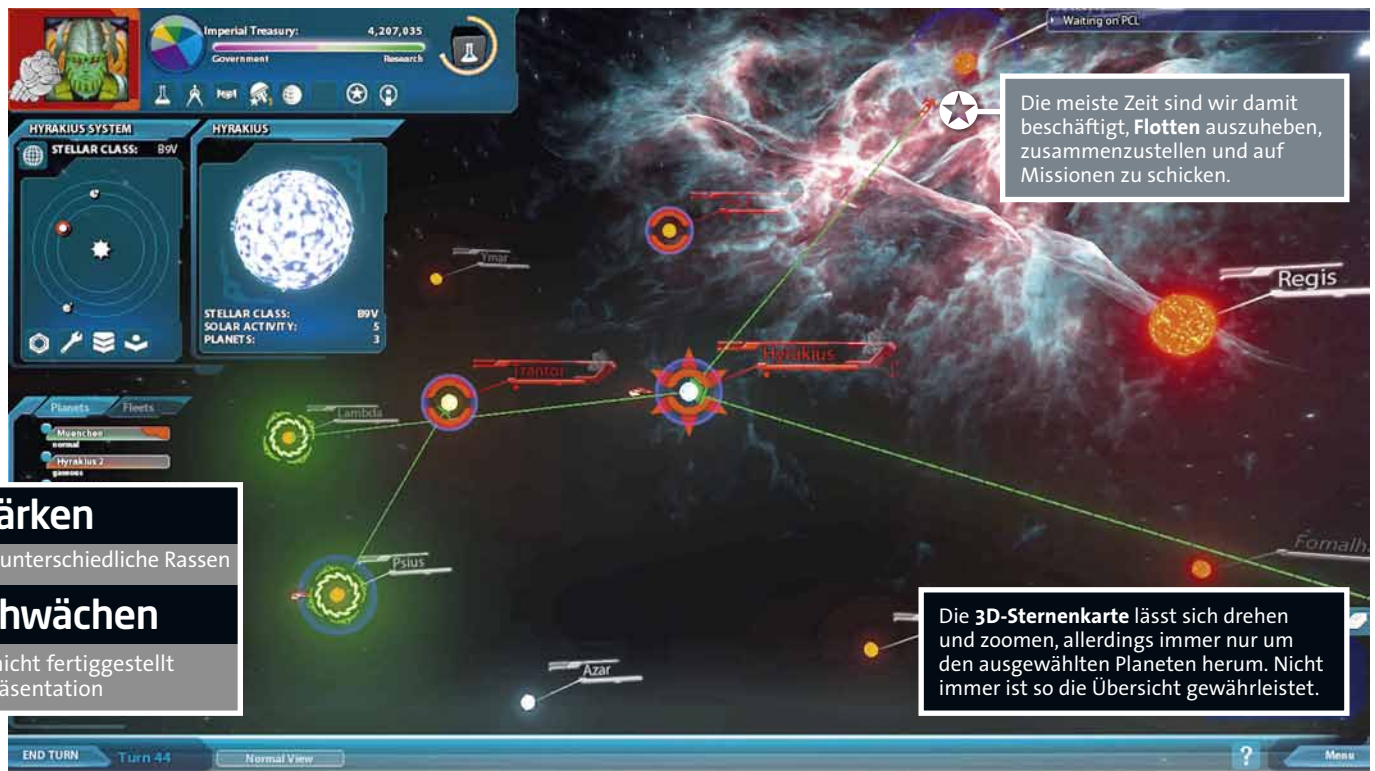 Imperial Treasury: 4,207,035
Government Research
Waiting on PCL
HYRAKIUS SYSTEM
STELLAR CLASS: B9V
HYRAKIUS
STELLAR CLASS: B9V
SOLAR ACTIVITY: 5
PLANETS: 3
Die meiste Zeit sind wir damit
beschäftigt, Flotten auszuheben,
zusammenzustellen und auf
Missionen zu schicken.
Ymar
Regis
Hyrakius
Trantor
Lambda
Planets Fleets
Muenchen
normal
Hyrakius 2
gaseous
ärken
unterschiedliche Rassen
hwächen
nicht fertiggestellt
äsentation
Psius
Fomalha
Azar
Die 3D-Sternenkarte lässt sich drehen
und zoomen, allerdings immer nur um
den ausgewählten Planeten herum. Nicht
immer ist so die Übersicht gewährleistet.
END TURN Turn 44 Normal View ? Menu